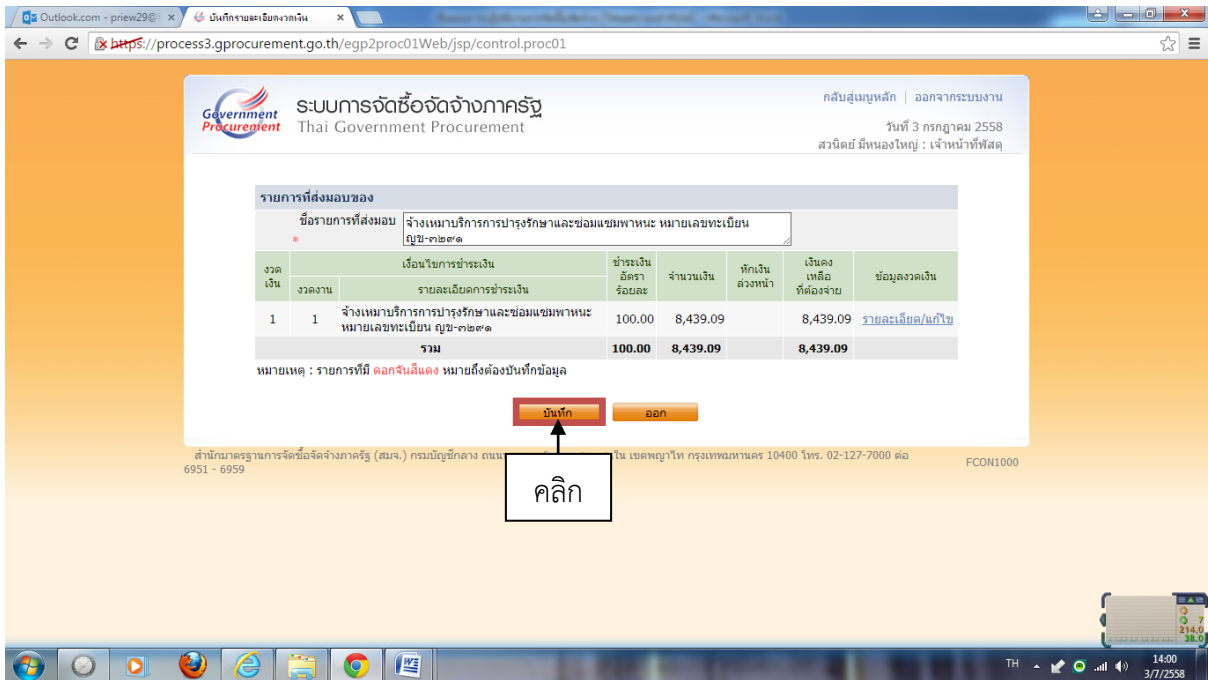 Outlook.com - priew29@
บันทึกรายละเอียดงวดเงิน
https://process3.gprocurement.go.th/egp2proc01Web/jsp/control.proc01
Government
Procurement
ระบบการจัดซื้อจัดจ้างภาครัฐ
Thai Government Procurement
กลับสู่เมนูหลัก | ออกจากระบบงาน
วันที่ 3 กรกฎาคม 2558
สวนิตย์ มีหนองใหญ่ : เจ้าหน้าที่พัสดุ
รายการที่ส่งมอบของ
ชื่อรายการที่ส่งมอบ
*
จ้างเหมาบริการการบำรุงรักษาและซ่อมแซมพาหนะ หมายเลขทะเบียน
ญข-๓๒๙๑
งวดเงิน
เงื่อนไขการชำระเงิน
งวดงาน
รายละเอียดการชำระเงิน
ชำระเงินอัตราร้อยละ
จำนวนเงิน
หักเงินล่วงหน้า
เงินคงเหลือที่ต้องจ่าย
ข้อมูลงวดเงิน
1 1 จ้างเหมาบริการการบำรุงรักษาและซ่อมแซมพาหนะ
หมายเลขทะเบียน ญข-๓๒๙๑
100.00 8,439.09 8,439.09 รายละเอียด/แก้ไข
รวม 100.00 8,439.09 8,439.09
หมายเหตุ : รายการที่มี ดอกจันสีแดง หมายถึงต้องบันทึกข้อมูล
บันทึก
ออก
สำนักมาตรฐานการจัดซื้อจัดจ้างภาครัฐ (สมจ.) กรมบัญชีกลาง เขตพญาไท กรุงเทพมหานคร 10400 โทร. 02-127-7000 ต่อ
6951 - 6959
FCON1000
คลิก
7
214.0
38.0
TH
14:00
3/7/2558